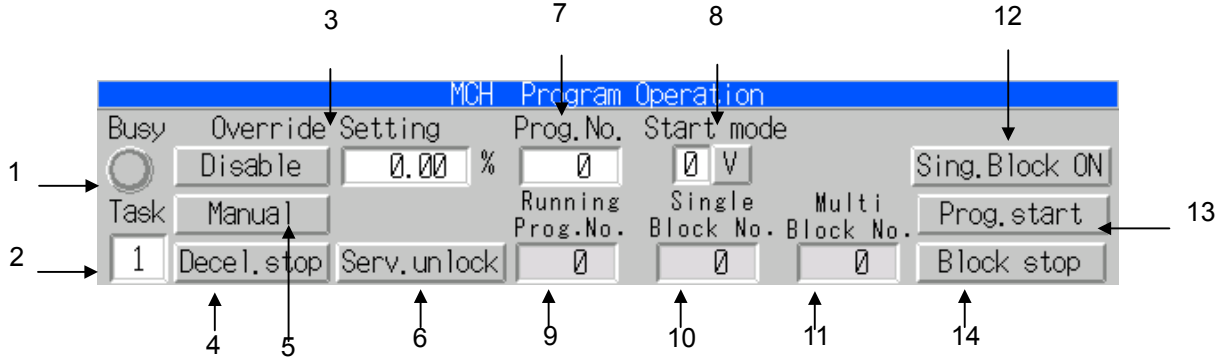 3 7 8 12
MCH Program Operation
Busy Override Setting Prog.No. Start mode
1 Disable 0.00 % 0 0 V Sing.Block ON
Task Manual Running Prog.No. Single Block No. Multi Block No. Prog.start 13
2 1 Decel.stop Serv.unlock 0 0 0 Block stop
4 5 6 9 10 11 14